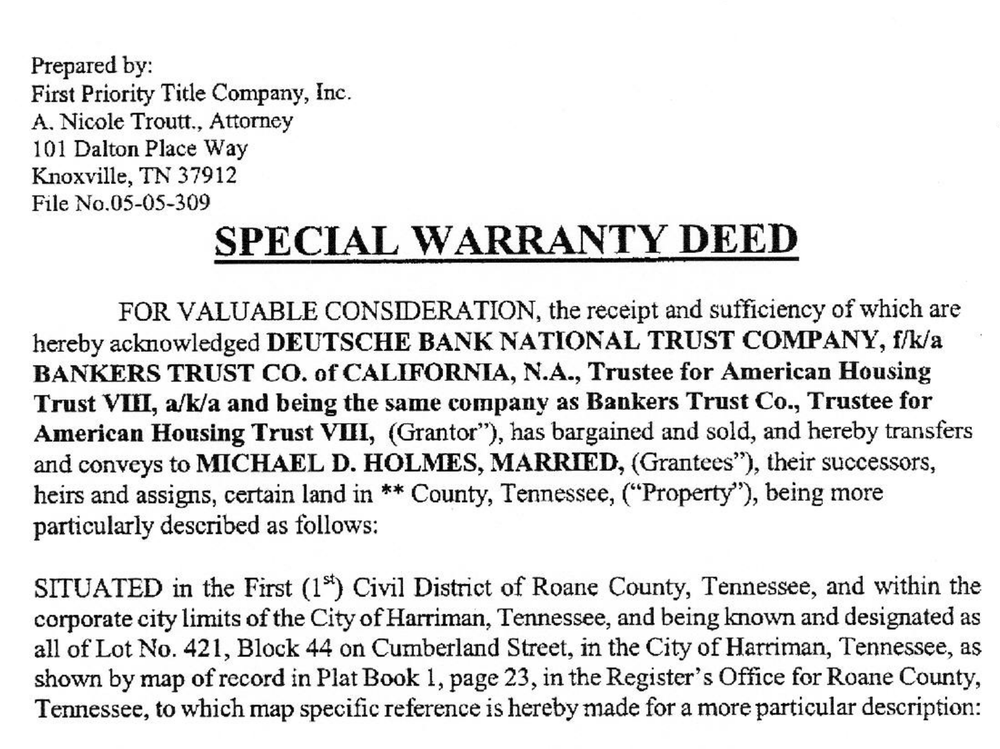 Prepared by:
First Priority Title Company, Inc.
A. Nicole Troutt., Attorney
101 Dalton Place Way
Knoxville, TN 37912
File No.05-05-309
SPECIAL WARRANTY DEED
FOR VALUABLE CONSIDERATION, the receipt and sufficiency of which are
hereby acknowledged DEUTSCHE BANK NATIONAL TRUST COMPANY, f/k/a
BANKERS TRUST CO. of CALIFORNIA, N.A., Trustee for American Housing
Trust VIII, a/k/a and being the same company as Bankers Trust Co., Trustee for
American Housing Trust VIII, (Grantor”), has bargained and sold, and hereby transfers
and conveys to MICHAEL D. HOLMES, MARRIED, (Grantees”), their successors,
heirs and assigns, certain land in ** County, Tennessee, (“Property”), being more
particularly described as follows:
SITUATED in the First (1st) Civil District of Roane County, Tennessee, and within the
corporate city limits of the City of Harriman, Tennessee, and being known and designated as
all of Lot No. 421, Block 44 on Cumberland Street, in the City of Harriman, Tennessee, as
shown by map of record in Plat Book 1, page 23, in the Register’s Office for Roane County,
Tennessee, to which map specific reference is hereby made for a more particular description: